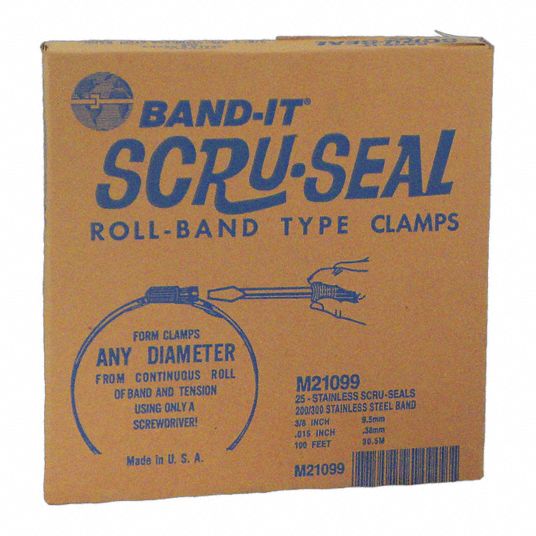 BAND-IT®
SCRU-SEAL
ROLL-BAND TYPE CLAMPS
FORM CLAMPS
ANY DIAMETER
FROM CONTINUOUS ROLL
OF BAND AND TENSION
USING ONLY A
SCREWDRIVER!
Made in U. S. A.
M21099
25 - STAINLESS SCRU-SEALS
200/300 STAINLESS STEEL BAND
3/8 INCH 9.5mm
.015 INCH .38mm
100 FEET 30.5M
M21099